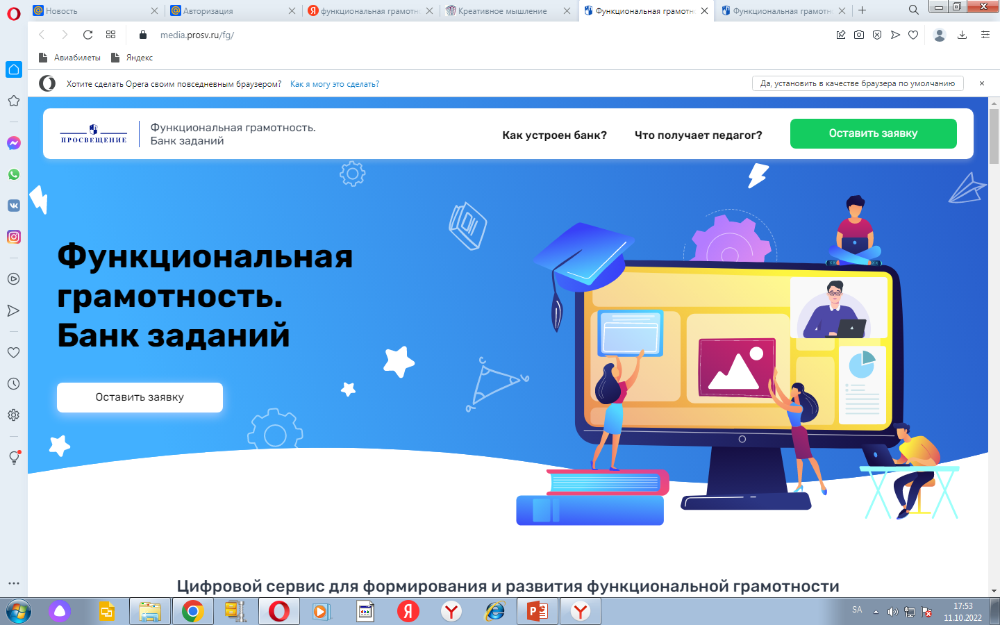 Новость
Авторизация
функциональная грамотн
Креативное мышление
Функциональная грамотн
Функциональная грамотн
media.prosv.ru/fg/
Авиабилеты
Яндекс
Хотите сделать Opera своим повседневным браузером?
Как я могу это сделать?
Да, установить в качестве браузера по умолчанию
ПРОСВЕЩЕНИЕ
Функциональная грамотность.
Банк заданий
Как устроен банк?
Что получает педагог?
Оставить заявку
Функциональная
грамотность.
Банк заданий
Оставить заявку
c
b
a
Цифровой сервис для формирования и развития функциональной грамотности
SA
17:53
11.10.2022